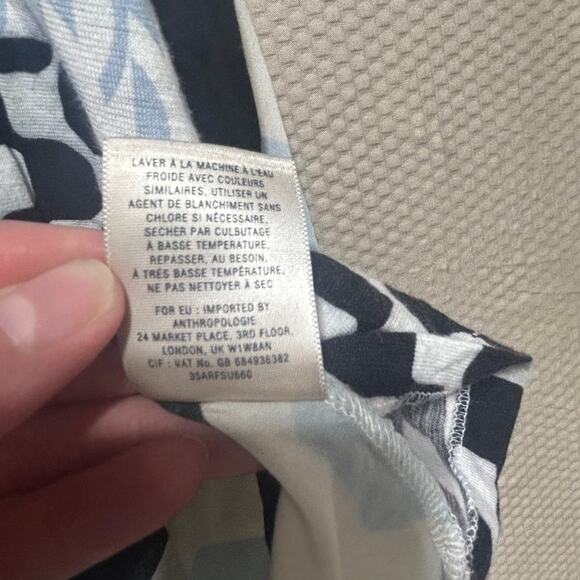 LAVER À LA MACHINE À L'EAU
FROIDE AVEC COULEURS
SIMILAIRES, UTILISER UN
AGENT DE BLANCHIMENT SANS
CHLORE SI NÉCESSAIRE,
SECHER PAR CULBUTAGE
À BASSE TEMPERATURE,
REPASSER, AU BESOIN,
À TRÈS BASSE TEMPÉRATURE,
NE PAS NETTOYER À SEC
FOR EU : IMPORTED BY
ANTHROPOLOGIE
24 MARKET PLACE, 3RD FLOOR,
LONDON, UK W1W8AN
CIF : VAT No. GB 684936382
35ARFSU660